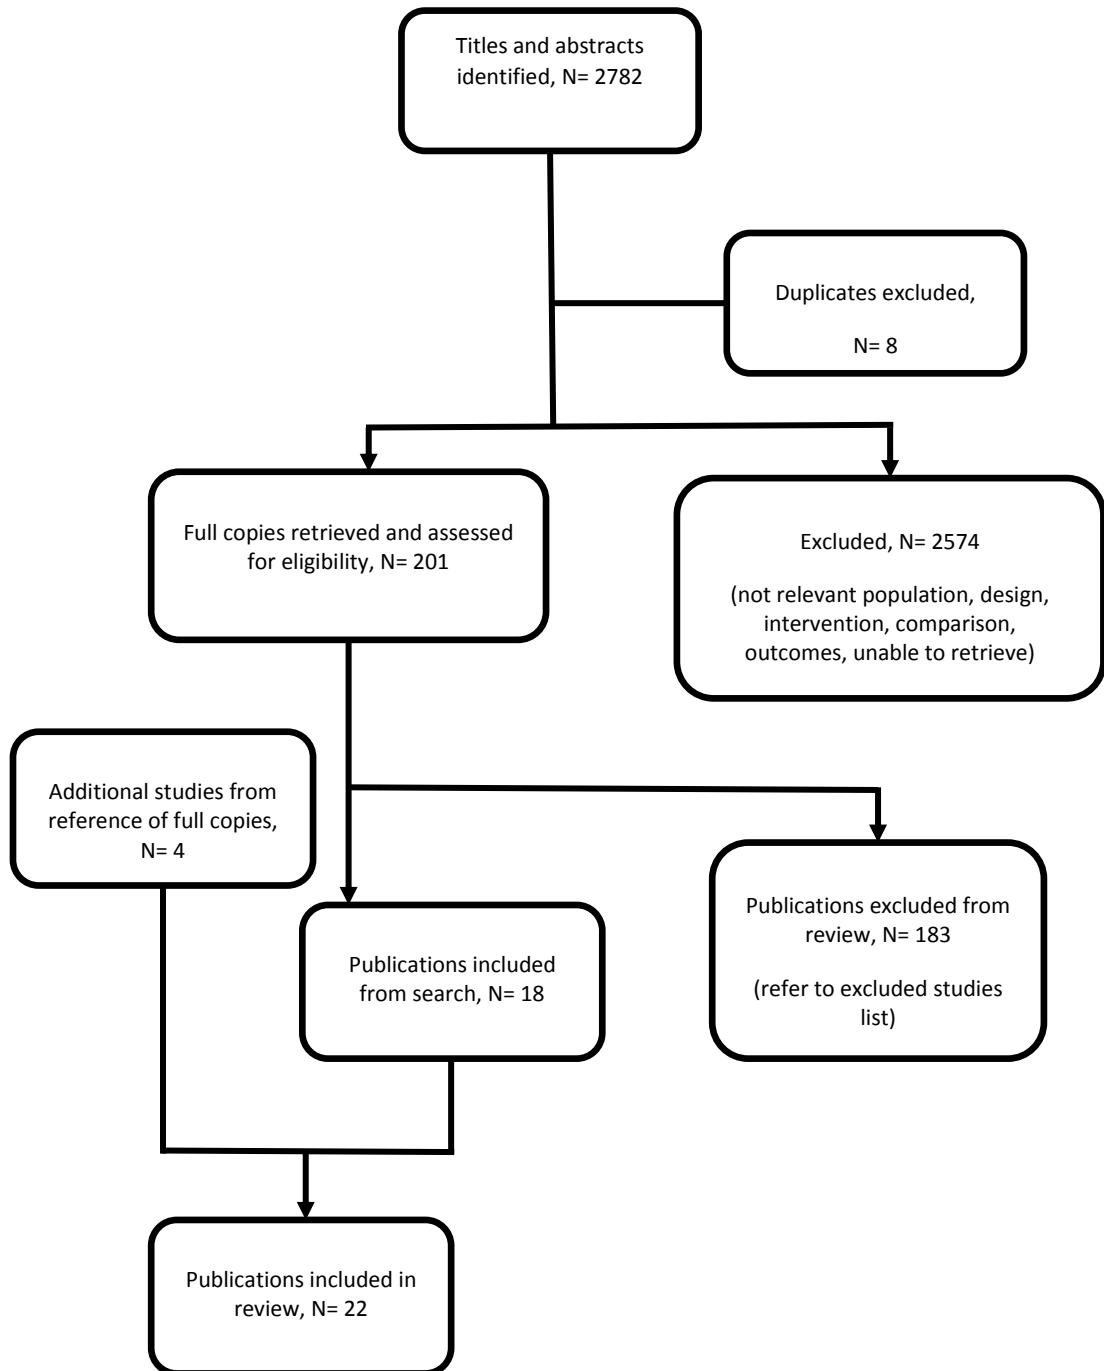 Titles and abstracts
identified, N= 2782
Duplicates excluded,
N= 8
Full copies retrieved and assessed
for eligibility, N= 201
Excluded, N= 2574
(not relevant population, design,
intervention, comparison,
outcomes, unable to retrieve)
Additional studies from
reference of full copies,
N= 4
Publications included
from search, N= 18
Publications excluded from
review, N= 183
(refer to excluded studies
list)
Publications included in
review, N= 22